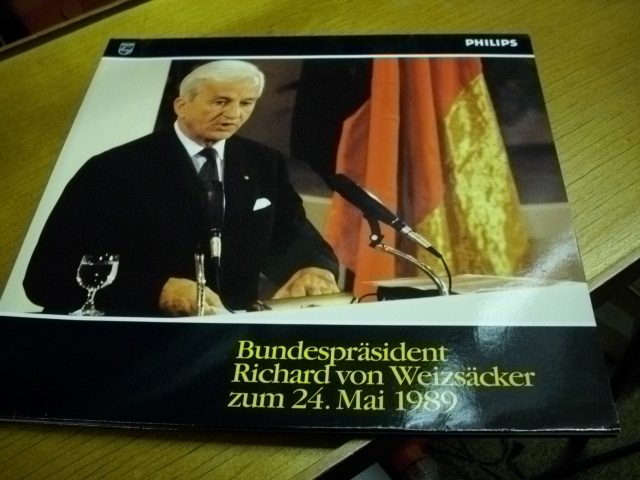 PHILIPS
Bundespräsident
Richard von Weizsäcker
zum 24. Mai 1989